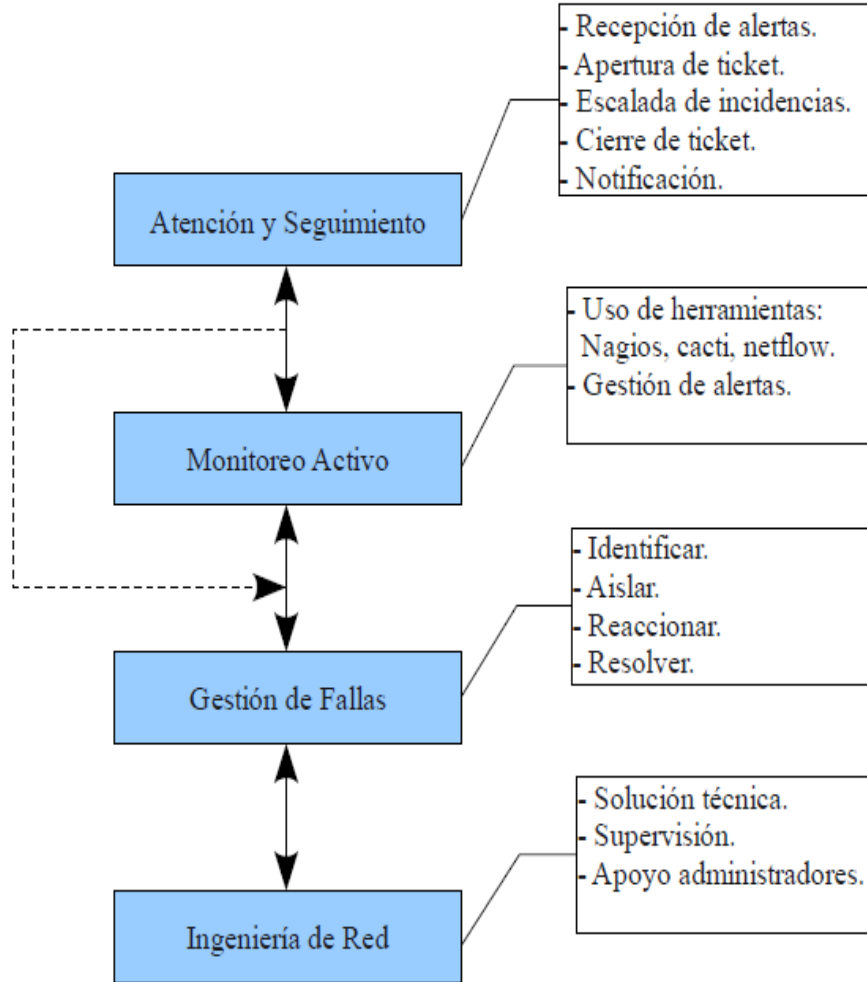 - Recepción de alertas.
- Apertura de ticket.
- Escalada de incidencias.
- Cierre de ticket.
- Notificación.
Atención y Seguimiento
- Uso de herramientas:
Nagios, cacti, netflow.
- Gestión de alertas.
Monitoreo Activo
- Identificar.
- Aislar.
- Reaccionar.
- Resolver.
Gestión de Fallas
- Solución técnica.
- Supervisión.
- Apoyo administradores.
Ingeniería de Red